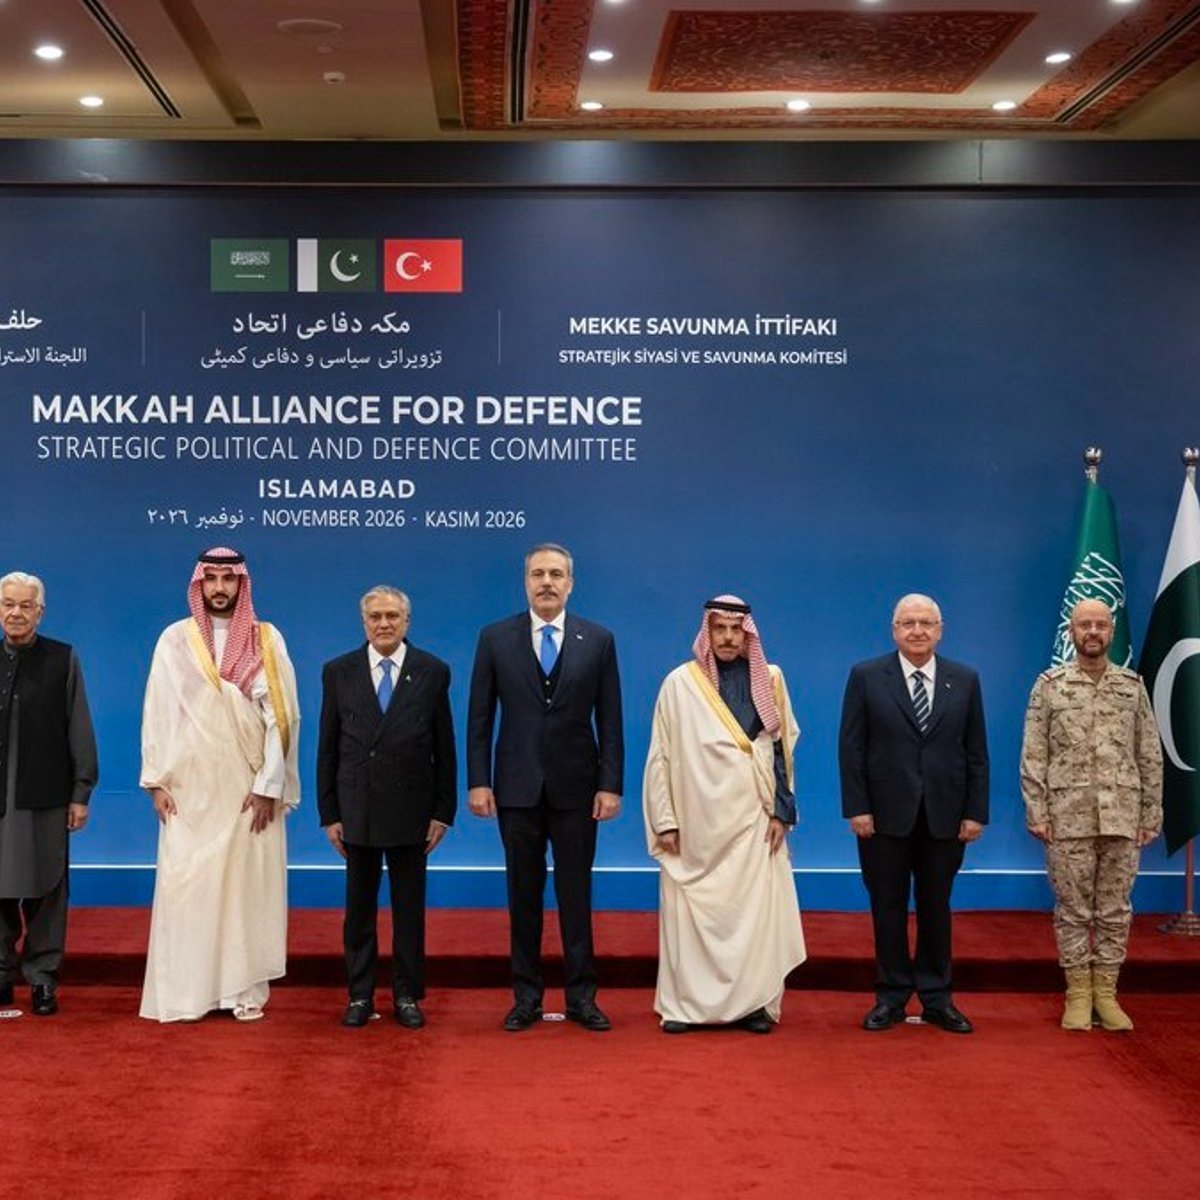 حلف
اللجنة الاسترا
مکہ دفاعی اتحاد
تزویراتی سیاسی و دفاعی کمیٹی
MEKKE SAVUNMA İTTİFAKI
STRATEJİK SİYASİ VE SAVUNMA KOMİTESİ
MAKKAH ALLIANCE FOR DEFENCE
STRATEGIC POLITICAL AND DEFENCE COMMITTEE
ISLAMABAD
نوفمبر ٢٠٢٦ · NOVEMBER 2026 · KASIM 2026